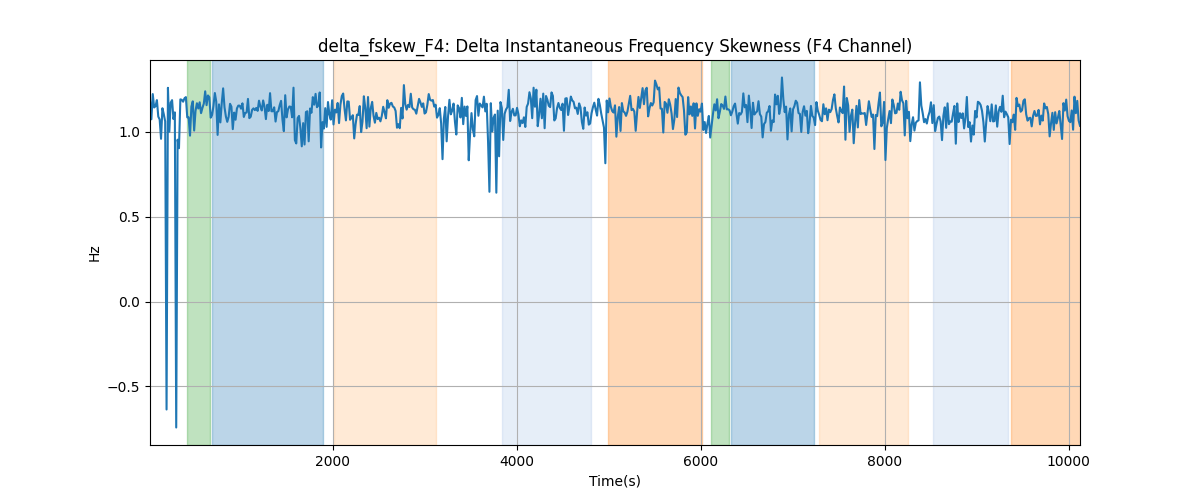 delta_fskew_F4: Delta Instantaneous Frequency Skewness (F4 Channel)
1.0
0.5
0.0
−0.5
Hz
2000 4000 6000 8000 10000
Time(s)